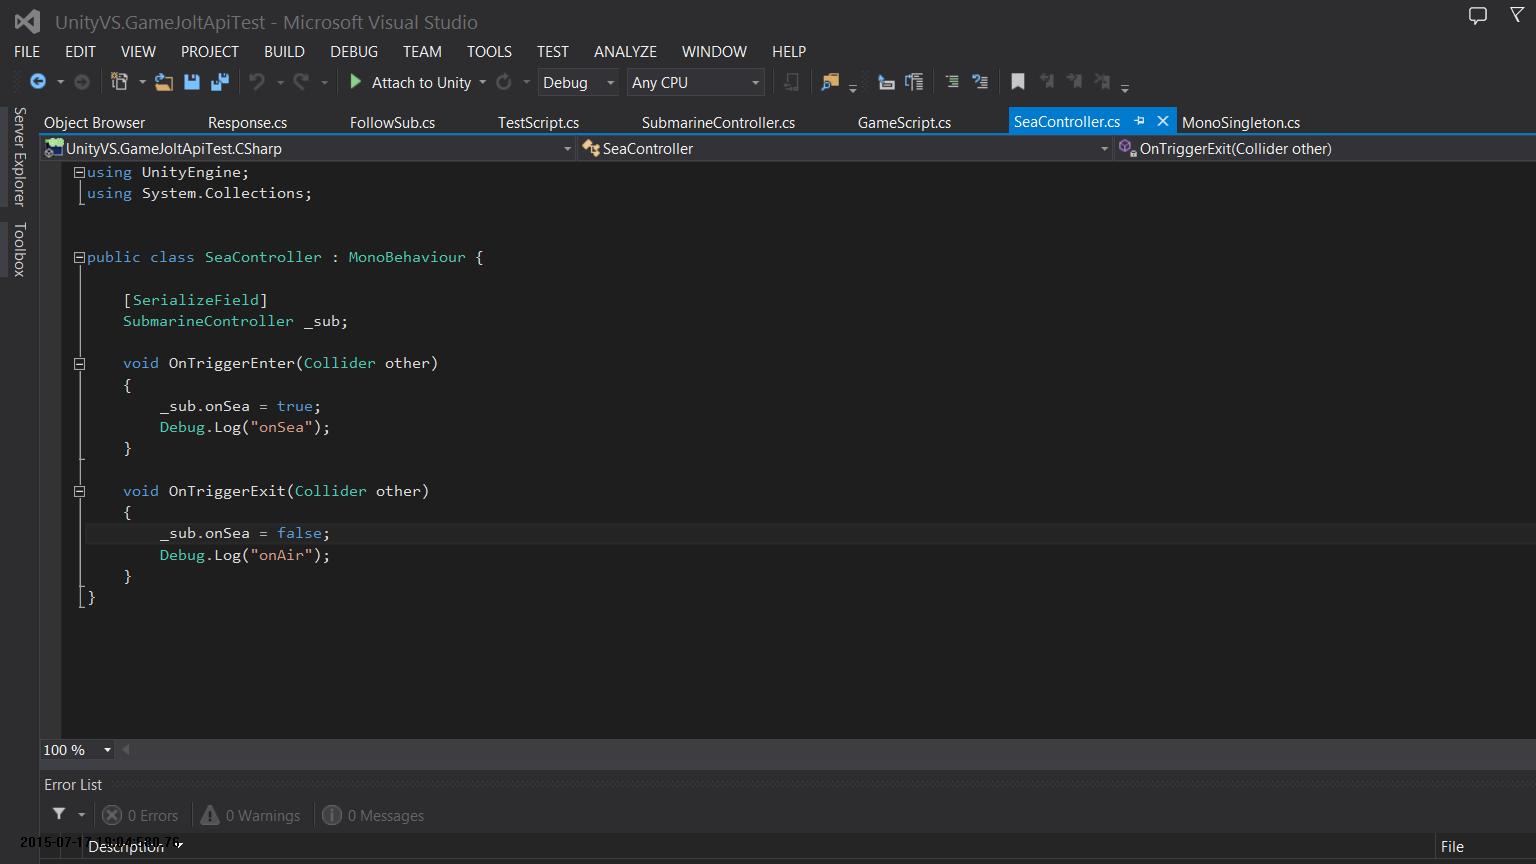 UnityVS.GameJoltApiTest - Microsoft Visual Studio
FILE EDIT VIEW PROJECT BUILD DEBUG TEAM TOOLS TEST ANALYZE WINDOW HELP
Attach to Unity Debug Any CPU
Server Explorer
Toolbox
Object Browser Response.cs FollowSub.cs TestScript.cs SubmarineController.cs GameScript.cs SeaController.cs MonoSingleton.cs
UnityVS.GameJoltApiTest.CSharp SeaController OnTriggerExit(Collider other)
using UnityEngine;
using System.Collections;
public class SeaController : MonoBehaviour {
[SerializeField]
SubmarineController _sub;
void OnTriggerEnter(Collider other)
{
_sub.onSea = true;
Debug.Log("onSea");
}
void OnTriggerExit(Collider other)
{
_sub.onSea = false;
Debug.Log("onAir");
}
}
100 %
Error List
0 Errors 0 Warnings 0 Messages
Description File